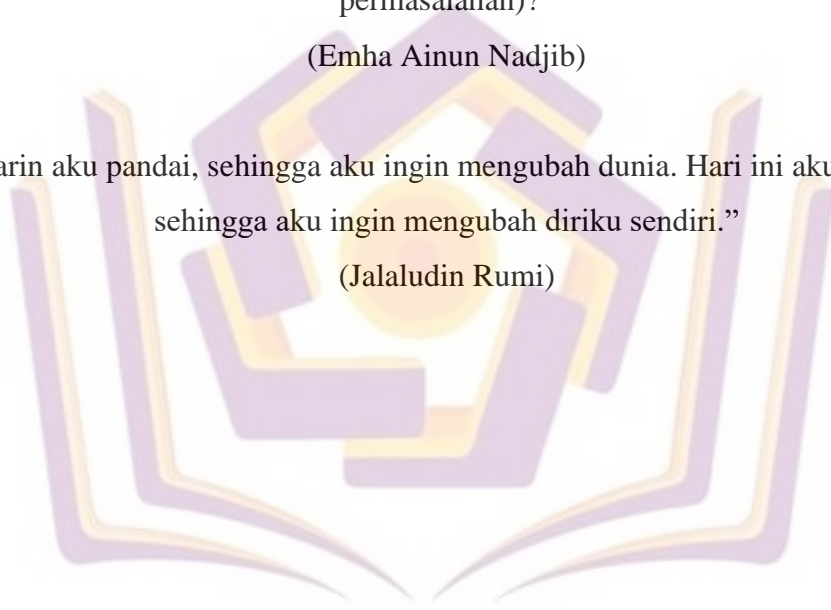 permasalahan)?
(Emha Ainun Nadjib)
arin aku pandai, sehingga aku ingin mengubah dunia. Hari ini aku
sehingga aku ingin mengubah diriku sendiri.”
(Jalaludin Rumi)